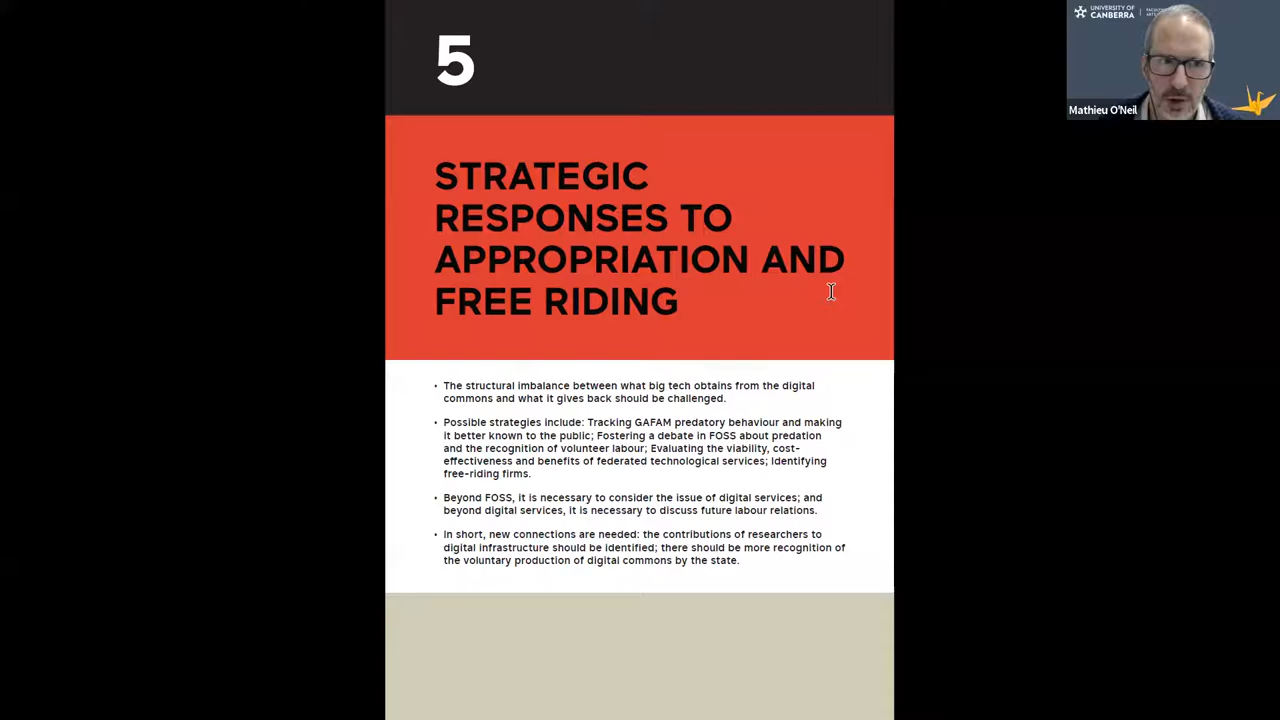 5
STRATEGIC
RESPONSES TO
APPROPRIATION AND
FREE RIDING
• The structural imbalance between what big tech obtains from the digital
commons and what it gives back should be challenged.
• Possible strategies include: Tracking GAFAM predatory behaviour and making
it better known to the public; Fostering a debate in FOSS about predation
and the recognition of volunteer labour; Evaluating the viability, cost-
effectiveness and benefits of federated technological services; Identifying
free-riding firms.
• Beyond FOSS, it is necessary to consider the issue of digital services; and
beyond digital services, it is necessary to discuss future labour relations.
• In short, new connections are needed: the contributions of researchers to
digital infrastructure should be identified; there should be more recognition of
the voluntary production of digital commons by the state.
UNIVERSITY OF
CANBERRA
Mathieu O'Neil